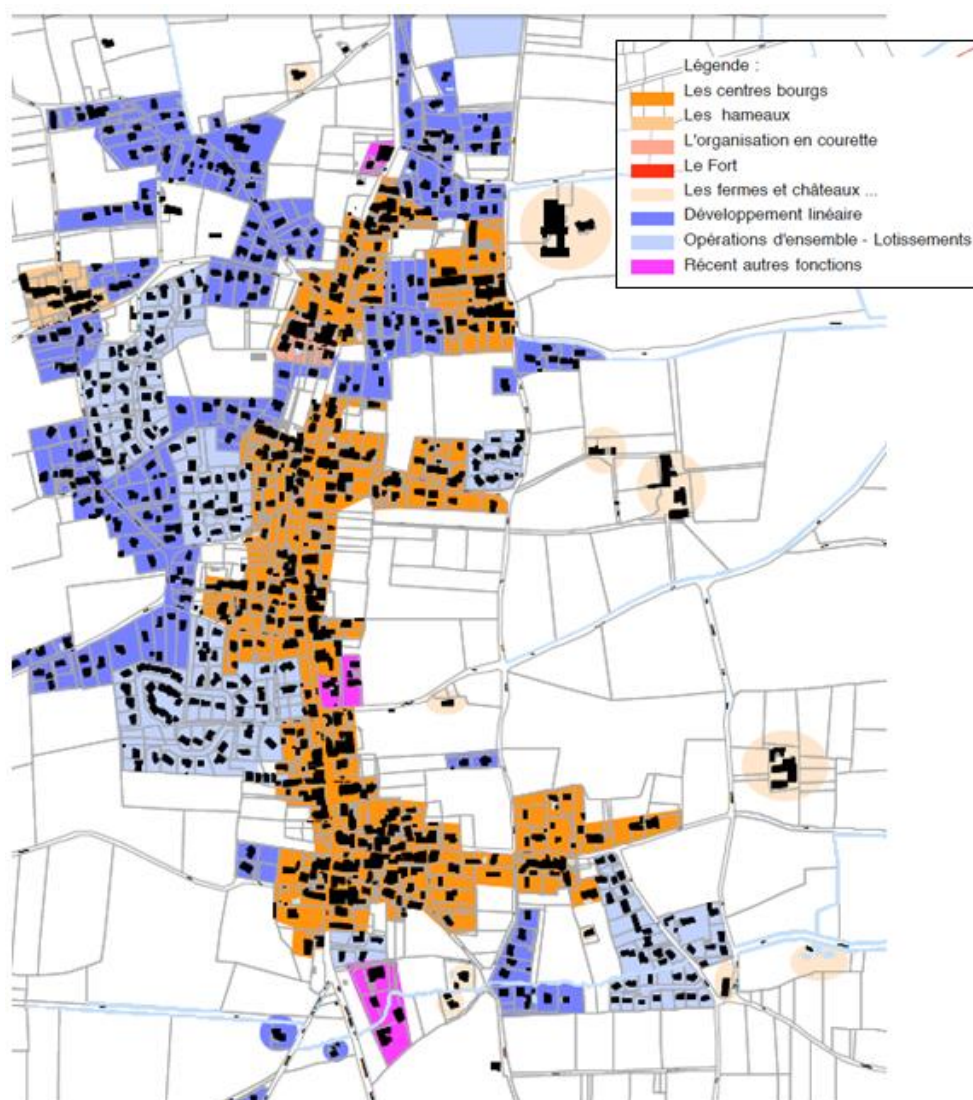 Légende :
Les centres bourgs
Les hameaux
L'organisation en courette
Le Fort
Les fermes et châteaux ...
Développement linéaire
Opérations d'ensemble - Lotissements
Récent autres fonctions